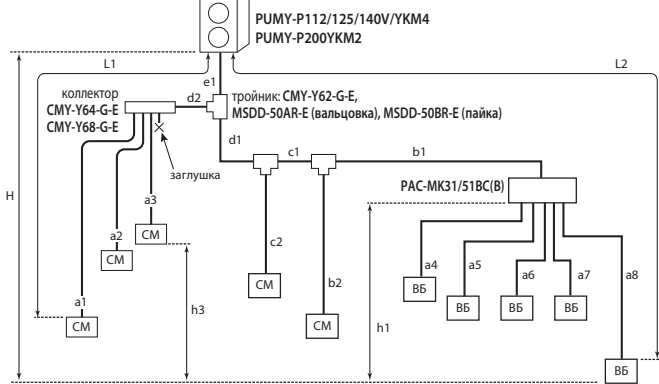 PUMY-P112/125/140V/YKM4
PUMY-P200YKM2
L1
L2
e1
коллектор
CMY-Y64-G-E
CMY-Y68-G-E
d2
тройник: CMY-Y62-G-E,
MSDD-50AR-E (вальцовка), MSDD-50BR-E (пайка)
d1
заглушка
c1
b1
PAC-MK31/51BC(B)
H
a3
a2
a1
СМ
СМ
СМ
h3
c2
b2
СМ
СМ
h1
a4
a5
a6
a7
a8
ВБ
ВБ
ВБ
ВБ
ВБ